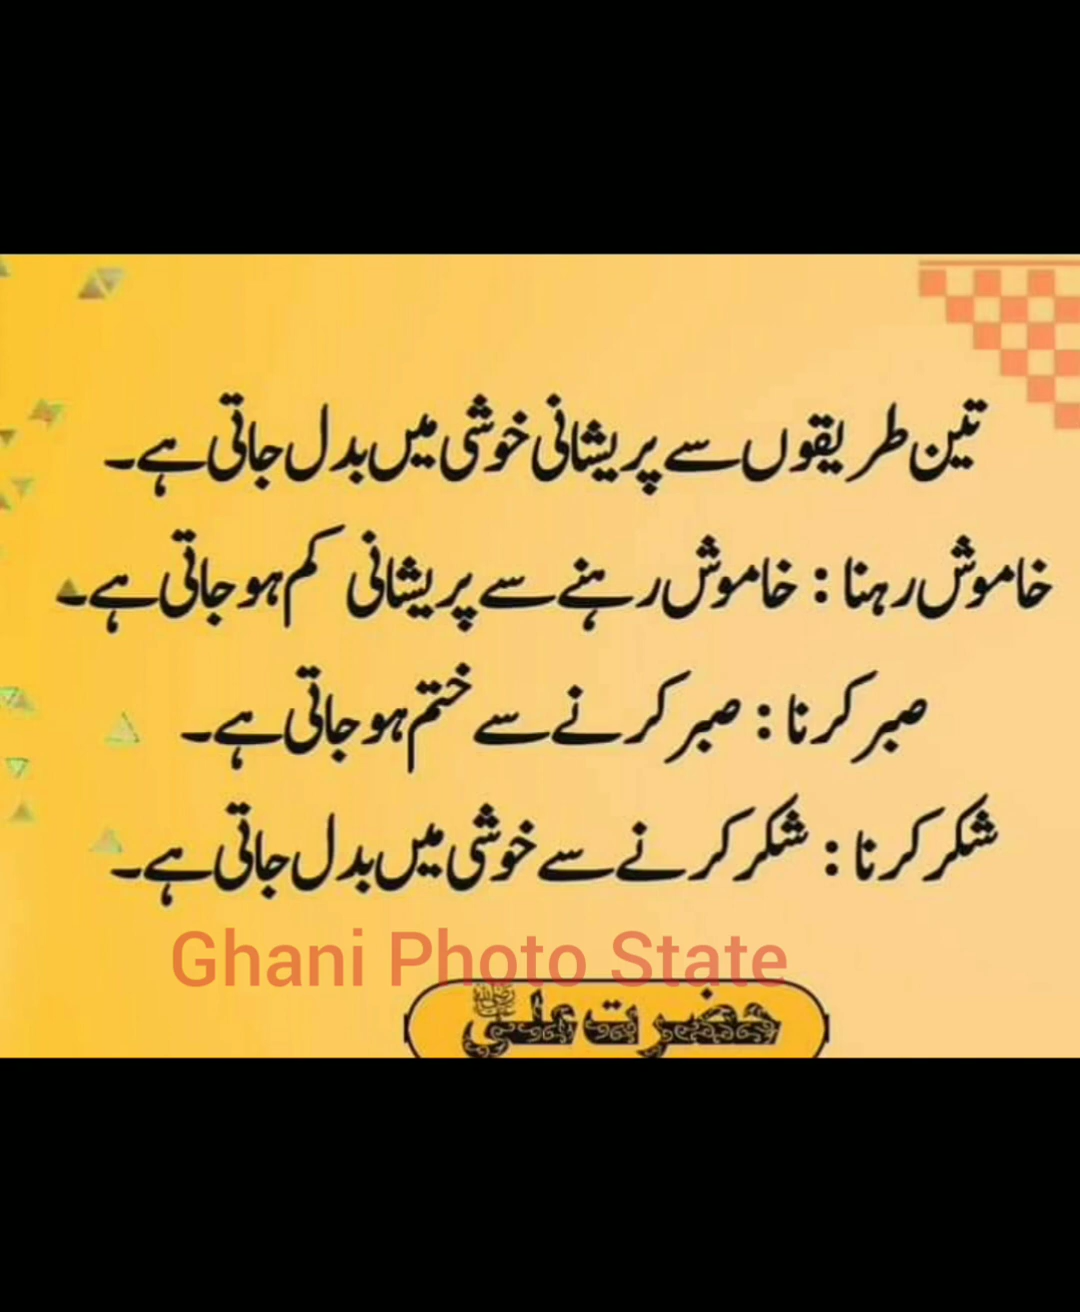 تین طریقوں سے پریشانی خوشی میں بدل جاتی ہے۔
خاموش رہنا : خاموش رہنے سے پریشانی کم ہو جاتی ہے۔
صبر کرنا : صبر کرنے سے ختم ہو جاتی ہے۔
شکر کرنا : شکر کرنے سے خوشی میں بدل جاتی ہے۔
Ghani Photo State
حضرت علیؓ